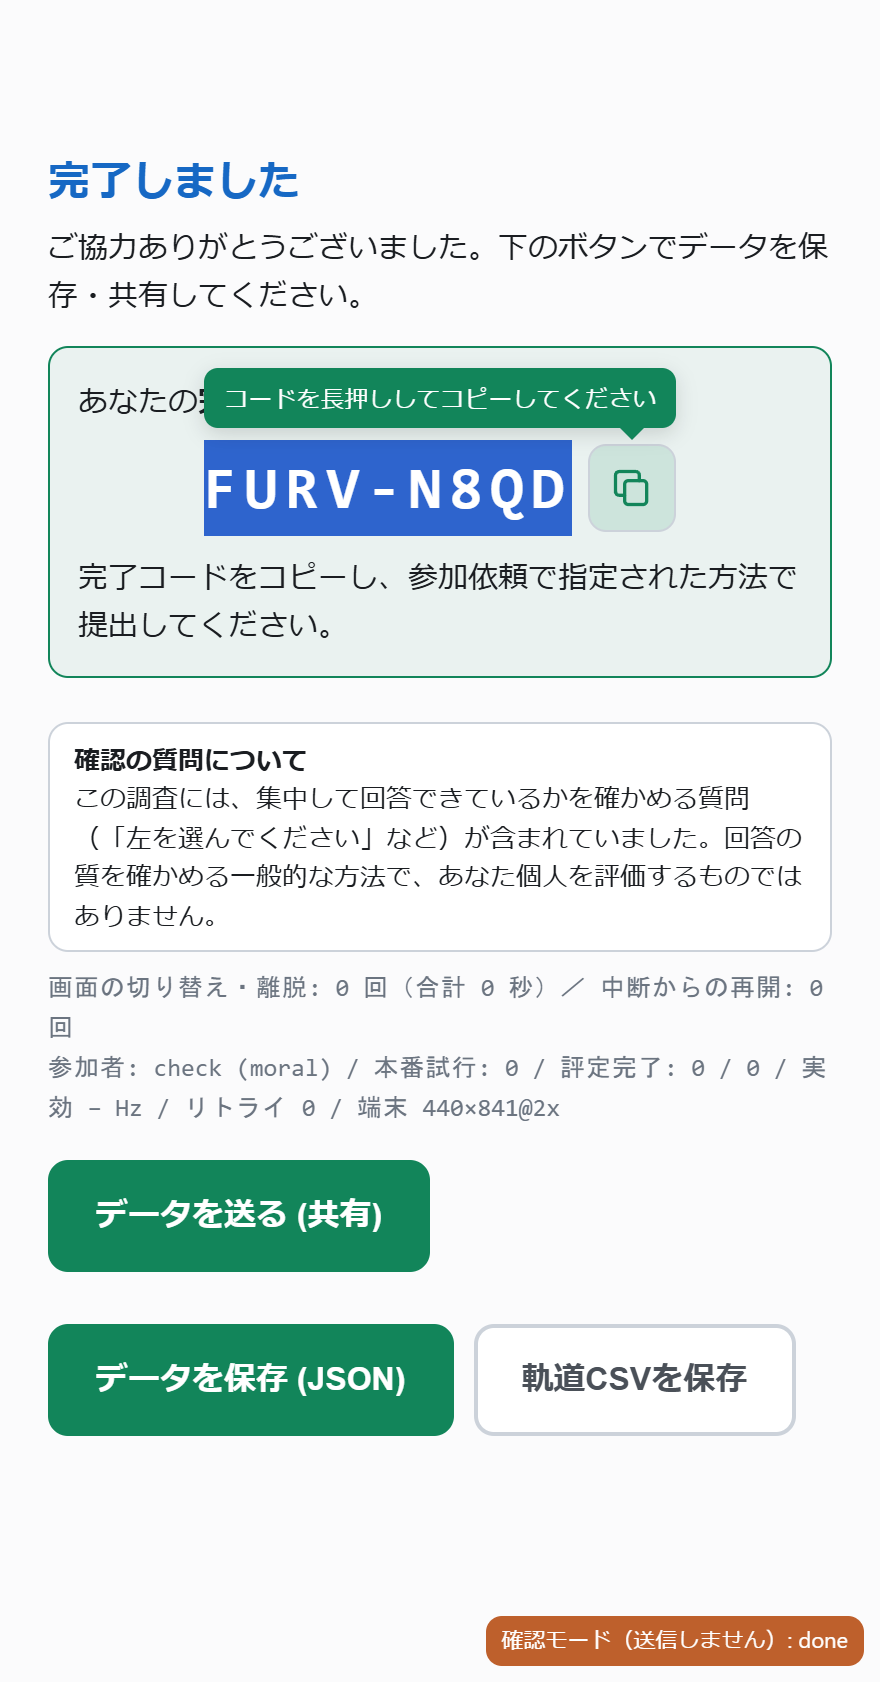 完了しました
ご協力ありがとうございました。下のボタンでデータを保
存・共有してください。
あなたの
コードを長押ししてコピーしてください
FURV-N8QD
完了コードをコピーし、参加依頼で指定された方法で
提出してください。
確認の質問について
この調査には、集中して回答できているかを確かめる質問
（「左を選んでください」など）が含まれていました。回答の
質を確かめる一般的な方法で、あなた個人を評価するものでは
ありません。
画面の切り替え・離脱: 0 回（合計 0 秒）／ 中断からの再開: 0
回
参加者: check (moral) / 本番試行: 0 / 評定完了: 0 / 0 / 実
効 – Hz / リトライ 0 / 端末 440×841@2x
データを送る (共有)
データを保存 (JSON)
軌道CSVを保存
確認モード（送信しません）: done